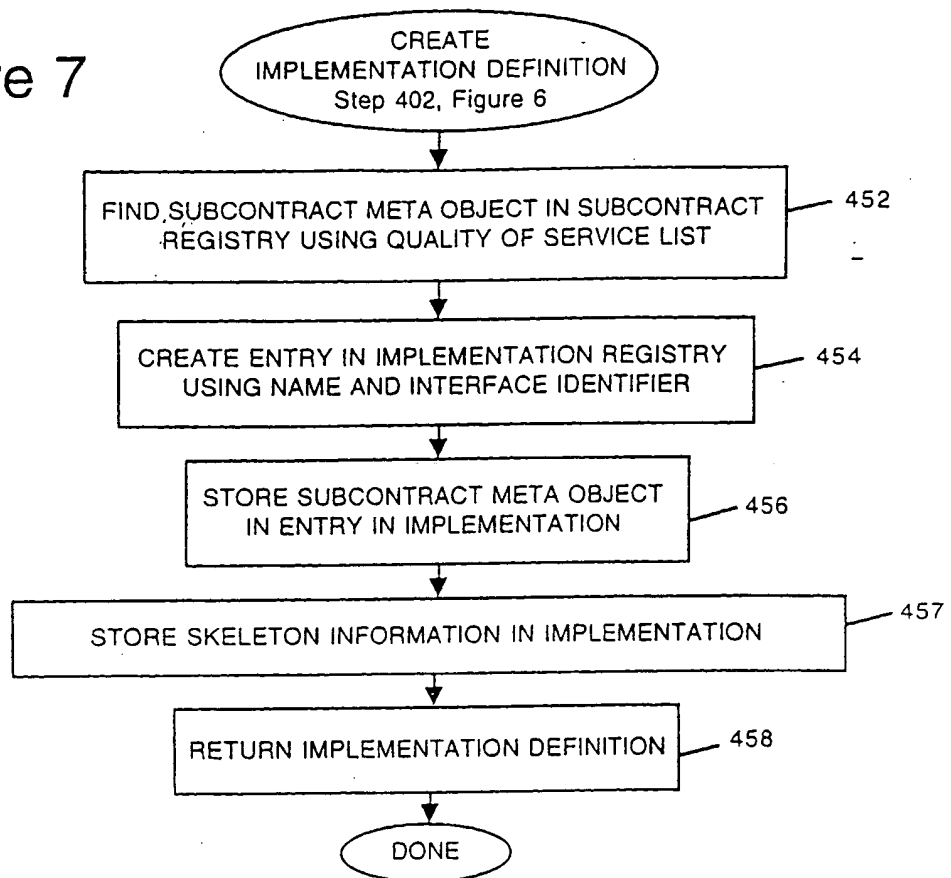 re 7
CREATE
IMPLEMENTATION DEFINITION
Step 402, Figure 6
FIND SUBCONTRACT META OBJECT IN SUBCONTRACT
REGISTRY USING QUALITY OF SERVICE LIST
452
CREATE ENTRY IN IMPLEMENTATION REGISTRY
USING NAME AND INTERFACE IDENTIFIER
454
STORE SUBCONTRACT META OBJECT
IN ENTRY IN IMPLEMENTATION
456
STORE SKELETON INFORMATION IN IMPLEMENTATION
457
RETURN IMPLEMENTATION DEFINITION
458
DONE